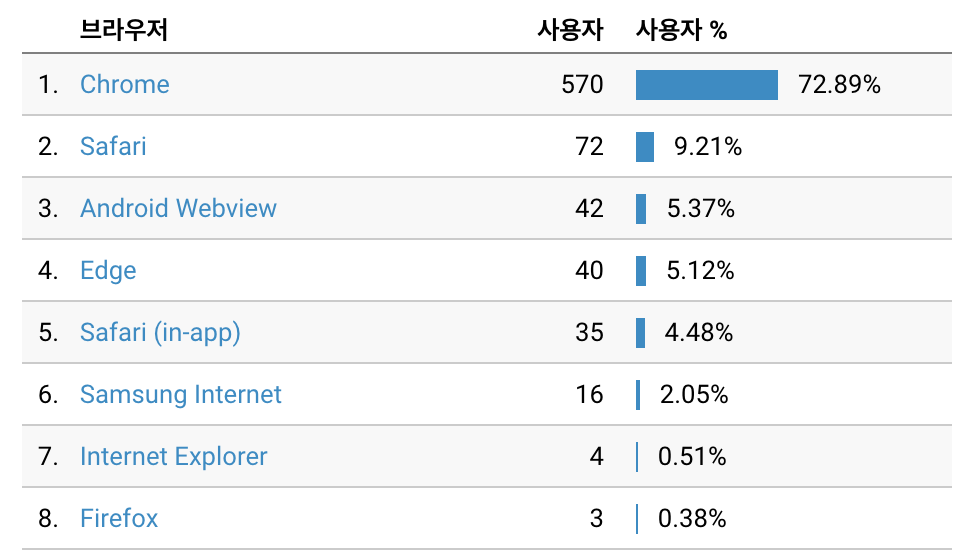 브라우저 사용자 사용자 %
1. Chrome 570 72.89%
2. Safari 72 9.21%
3. Android Webview 42 5.37%
4. Edge 40 5.12%
5. Safari (in-app) 35 4.48%
6. Samsung Internet 16 2.05%
7. Internet Explorer 4 0.51%
8. Firefox 3 0.38%